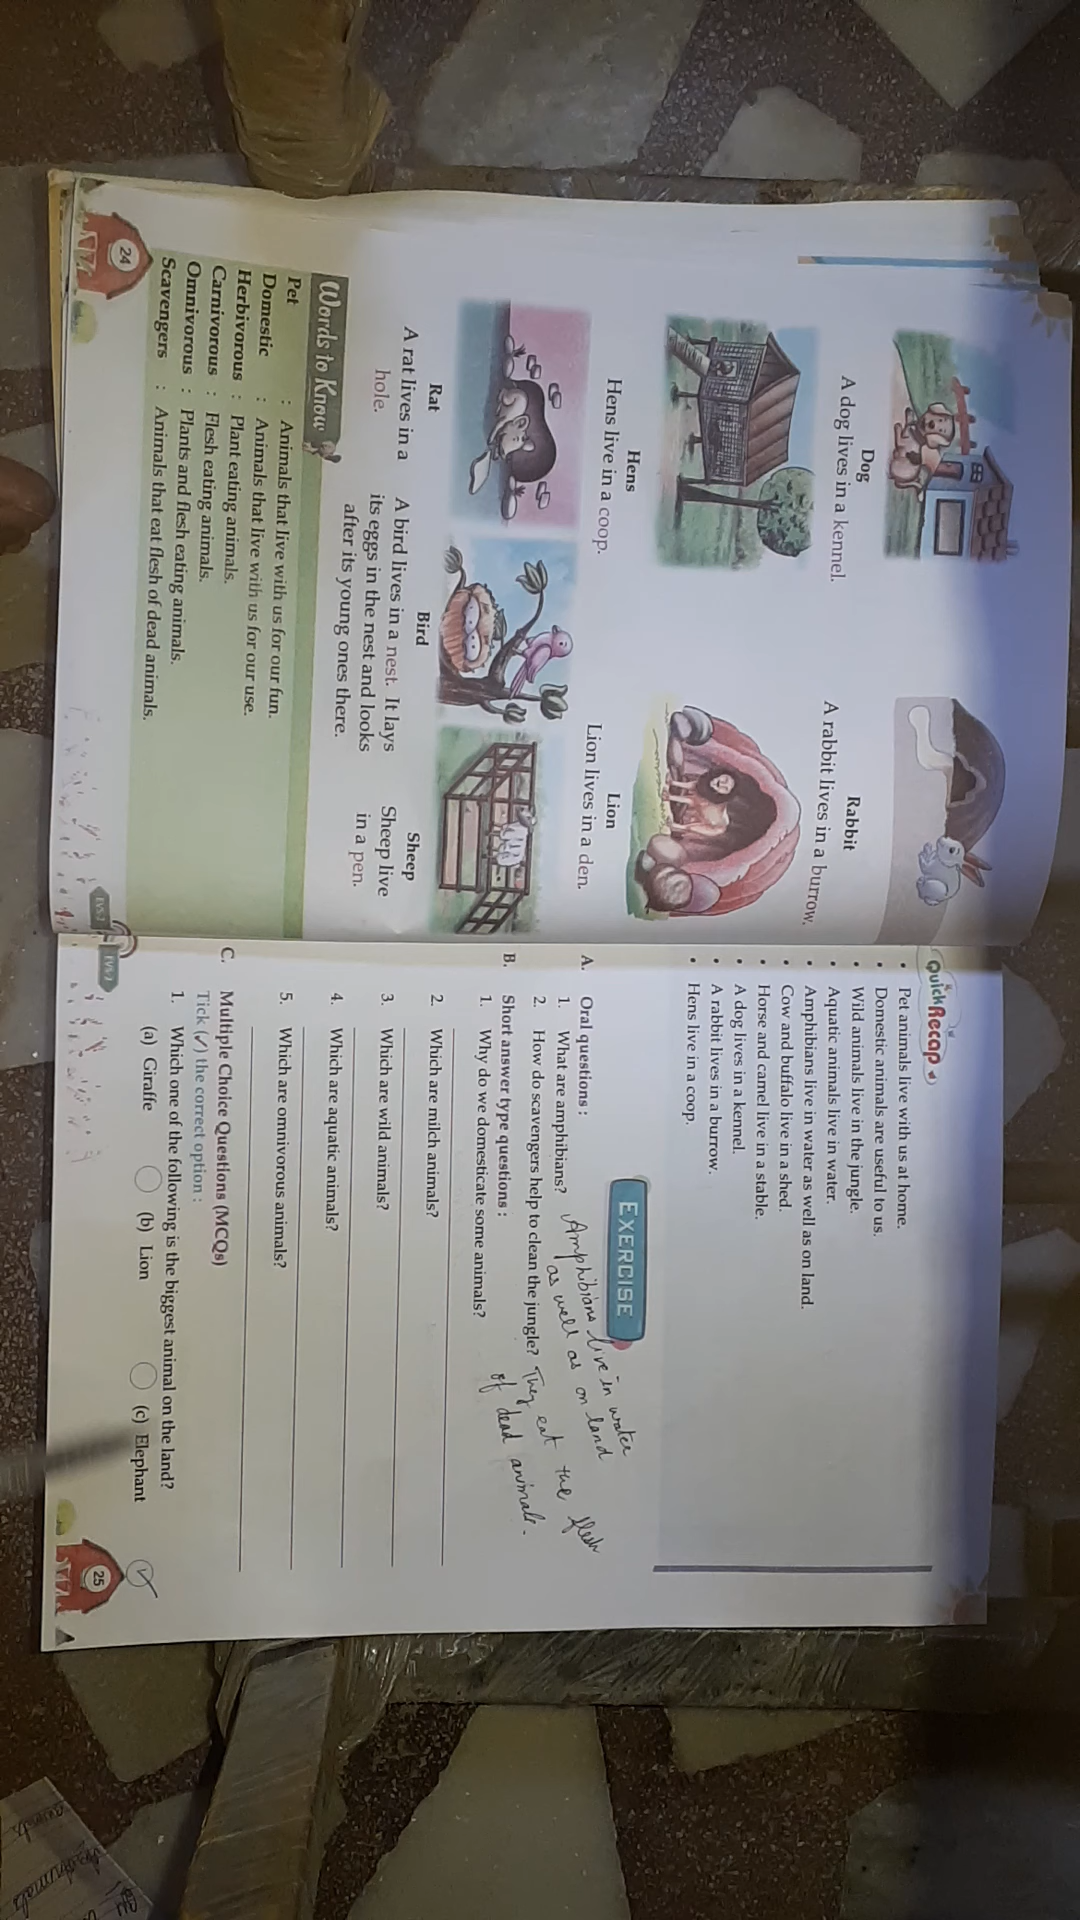 Dog
A dog lives in a kennel.
Rabbit
A rabbit lives in a burrow.
Hens
Hens live in a coop.
Lion
Lion lives in a den.
Rat
A rat lives in a
hole.
Bird
A bird lives in a nest. It lays
its eggs in the nest and looks
after its young ones there.
Sheep
Sheep live
in a pen.
Words to Know
Pet : Animals that live with us for our fun.
Domestic : Animals that live with us for our use.
Herbivorous : Plant eating animals.
Carnivorous : Flesh eating animals.
Omnivorous : Plants and flesh eating animals.
Scavengers : Animals that eat flesh of dead animals.
24
EVS-2
Quick Recap
• Pet animals live with us at home.
• Domestic animals are useful to us.
• Wild animals live in the jungle.
• Aquatic animals live in water.
• Amphibians live in water as well as on land.
• Cow and buffalo live in a shed.
• Horse and camel live in a stable.
• A dog lives in a kennel.
• A rabbit lives in a burrow.
• Hens live in a coop.
EXERCISE
A. Oral questions :
1. What are amphibians? Amphibians live in water
as well as on land
2. How do scavengers help to clean the jungle? They eat the flesh
of dead animals.
B. Short answer type questions :
1. Why do we domesticate some animals?
2. Which are milch animals?
3. Which are wild animals?
4. Which are aquatic animals?
5. Which are omnivorous animals?
C. Multiple Choice Questions (MCQs)
Tick (✓) the correct option :
1. Which one of the following is the biggest animal on the land?
(a) Giraffe (b) Lion (c) Elephant ✓
EVS-2
25